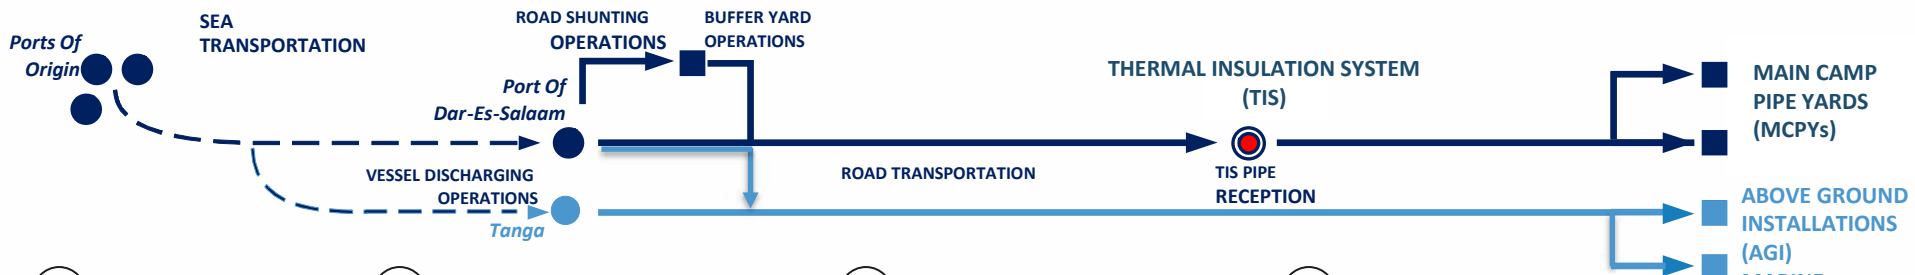 SEA
TRANSPORTATION
Ports Of
Origin
ROAD SHUNTING
OPERATIONS
BUFFER YARD
OPERATIONS
Port Of
Dar-Es-Salaam
THERMAL INSULATION SYSTEM
(TIS)
MAIN CAMP
PIPE YARDS
(MCPYs)
VESSEL DISCHARGING
OPERATIONS
Tanga
ROAD TRANSPORTATION
TIS PIPE
RECEPTION
ABOVE GROUND
INSTALLATIONS
(AGI)